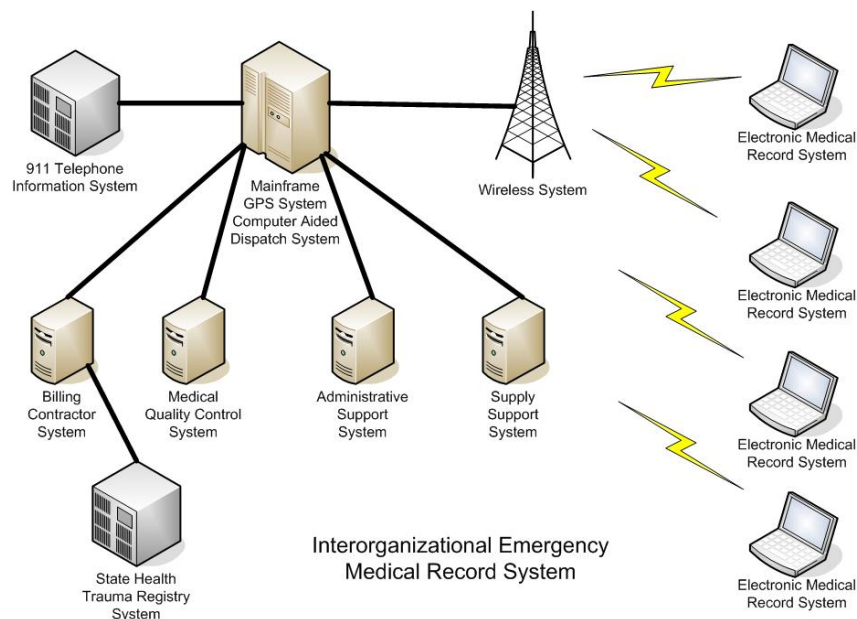 911 Telephone
Information System
Mainframe
GPS System
Computer Aided
Dispatch System
Wireless System
Electronic Medical
Record System
Electronic Medical
Record System
Billing
Contractor
System
Medical
Quality Control
System
Administrative
Support
System
Supply
Support
System
Electronic Medical
Record System
State Health
Trauma Registry
System
Interorganizational Emergency
Medical Record System
Electronic Medical
Record System